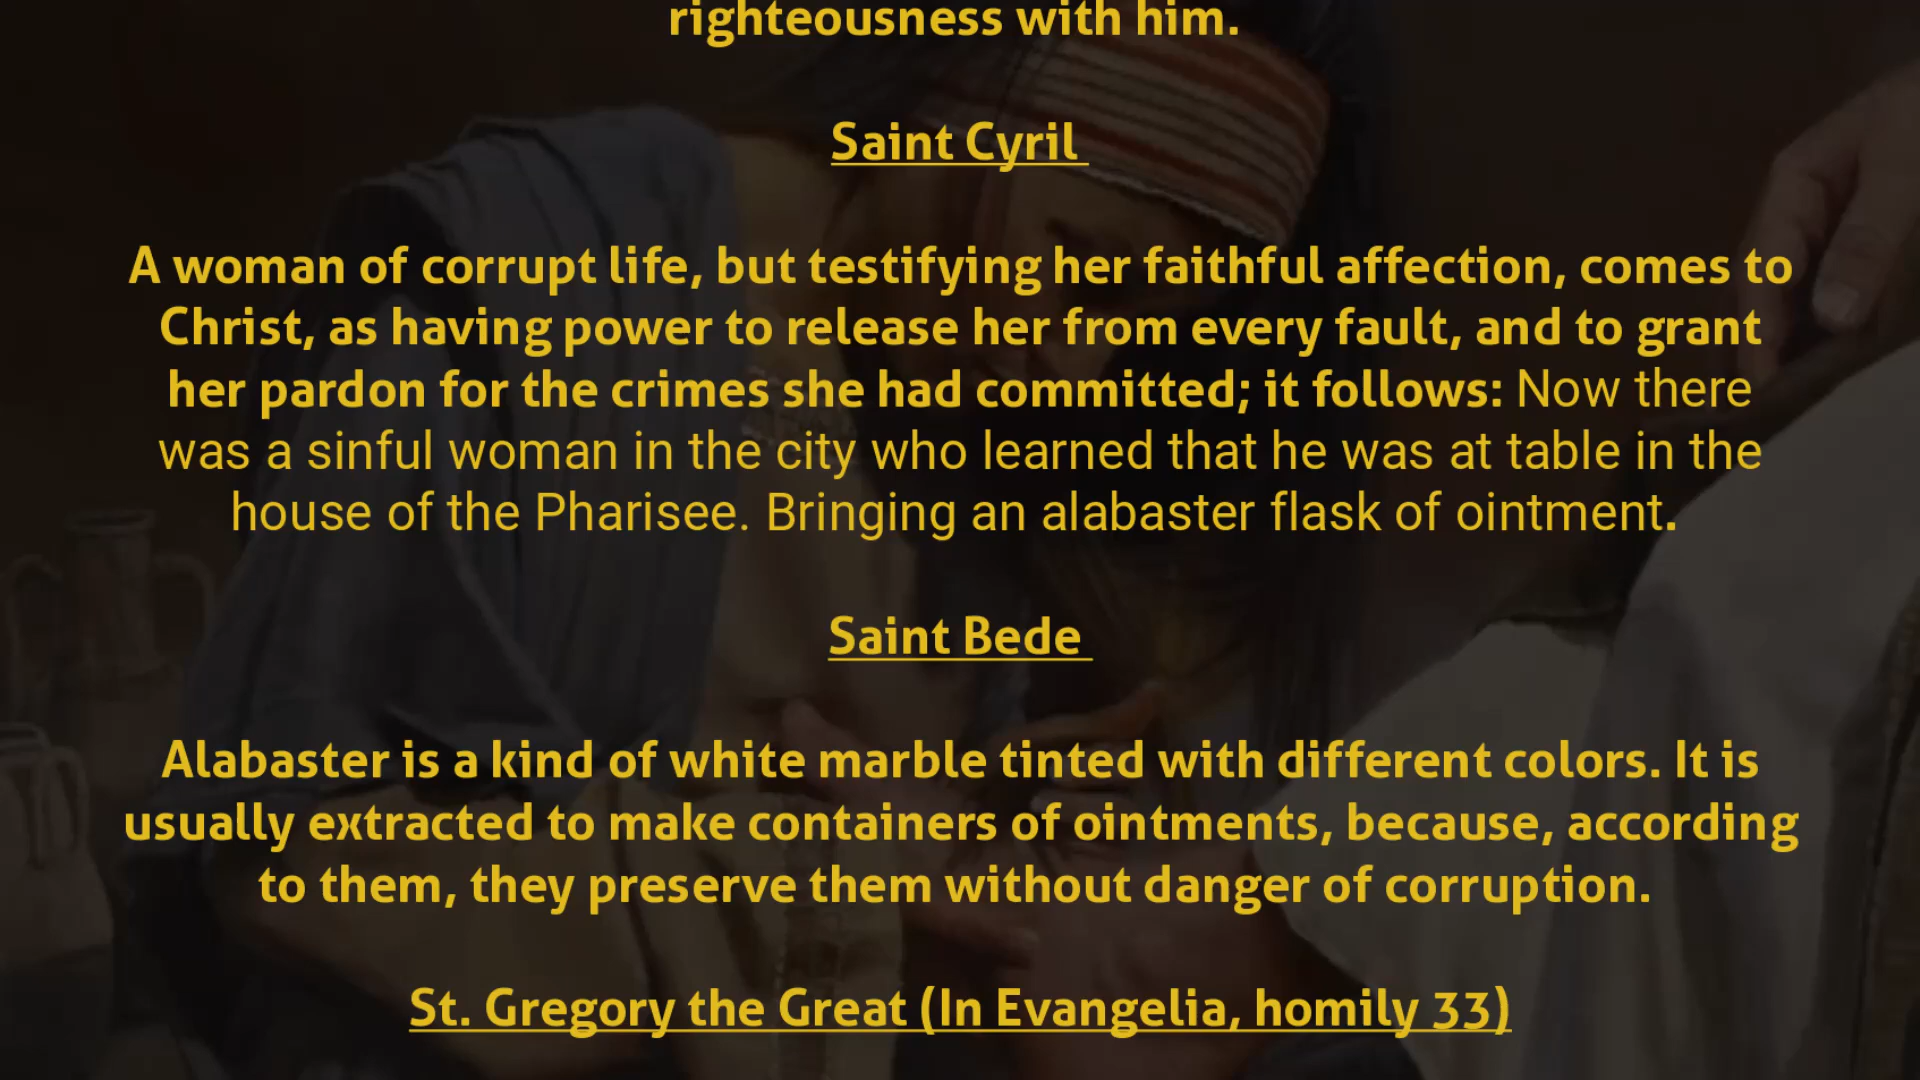 righteousness with him.
Saint Cyril
A woman of corrupt life, but testifying her faithful affection, comes to
Christ, as having power to release her from every fault, and to grant
her pardon for the crimes she had committed; it follows: Now there
was a sinful woman in the city who learned that he was at table in the
house of the Pharisee. Bringing an alabaster flask of ointment.
Saint Bede
Alabaster is a kind of white marble tinted with different colors. It is
usually extracted to make containers of ointments, because, according
to them, they preserve them without danger of corruption.
St. Gregory the Great (In Evangelia, homily 33)